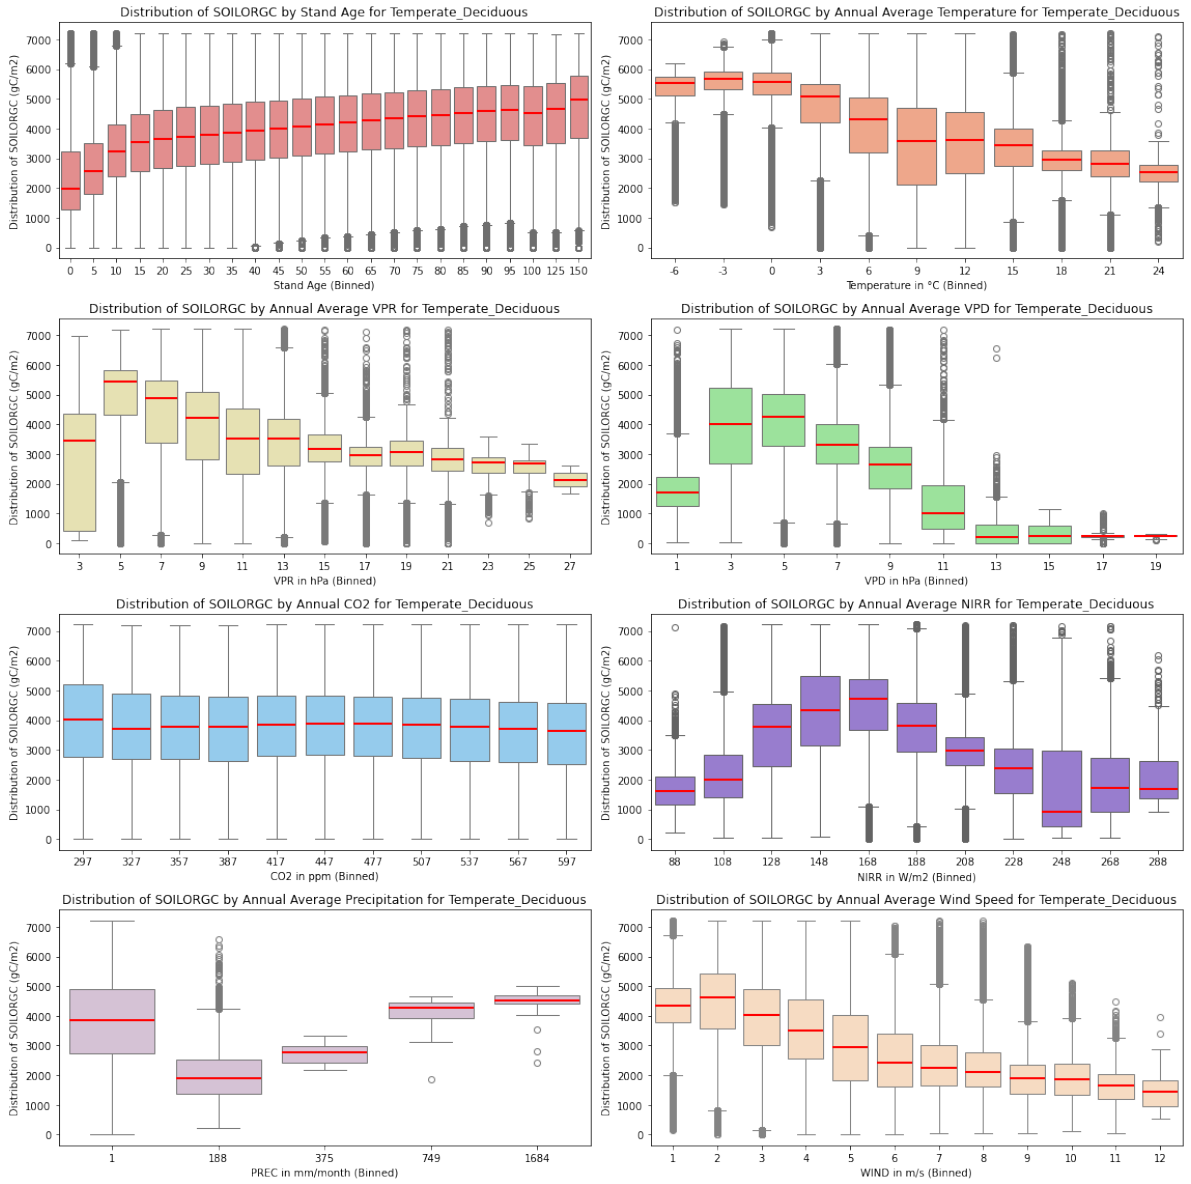 Distribution of SOILORGC by Stand Age for Temperate_Deciduous
Distribution of SOILORGC (gC/m2)
7000
6000
5000
4000
3000
2000
1000
0
0 5 10 15 20 25 30 35 40 45 50 55 60 65 70 75 80 85 90 95 100 125 150
Stand Age (Binned)
Distribution of SOILORGC by Annual Average Temperature for Temperate_Deciduous
Distribution of SOILORGC (gC/m2)
7000
6000
5000
4000
3000
2000
1000
0
-6 -3 0 3 6 9 12 15 18 21 24
Temperature in °C (Binned)
Distribution of SOILORGC by Annual Average VPR for Temperate_Deciduous
Distribution of SOILORGC (gC/m2)
7000
6000
5000
4000
3000
2000
1000
0
3 5 7 9 11 13 15 17 19 21 23 25 27
VPR in hPa (Binned)
Distribution of SOILORGC by Annual Average VPD for Temperate_Deciduous
Distribution of SOILORGC (gC/m2)
7000
6000
5000
4000
3000
2000
1000
0
1 3 5 7 9 11 13 15 17 19
VPD in hPa (Binned)
Distribution of SOILORGC by Annual CO2 for Temperate_Deciduous
Distribution of SOILORGC (gC/m2)
7000
6000
5000
4000
3000
2000
1000
0
297 327 357 387 417 447 477 507 537 567 597
CO2 in ppm (Binned)
Distribution of SOILORGC by Annual Average NIRR for Temperate_Deciduous
Distribution of SOILORGC (gC/m2)
7000
6000
5000
4000
3000
2000
1000
0
88 108 128 148 168 188 208 228 248 268 288
NIRR in W/m2 (Binned)
Distribution of SOILORGC by Annual Average Precipitation for Temperate_Deciduous
Distribution of SOILORGC (gC/m2)
7000
6000
5000
4000
3000
2000
1000
0
1 188 375 749 1684
PREC in mm/month (Binned)
Distribution of SOILORGC by Annual Average Wind Speed for Temperate_Deciduous
Distribution of SOILORGC (gC/m2)
7000
6000
5000
4000
3000
2000
1000
0
1 2 3 4 5 6 7 8 9 10 11 12
WIND in m/s (Binned)